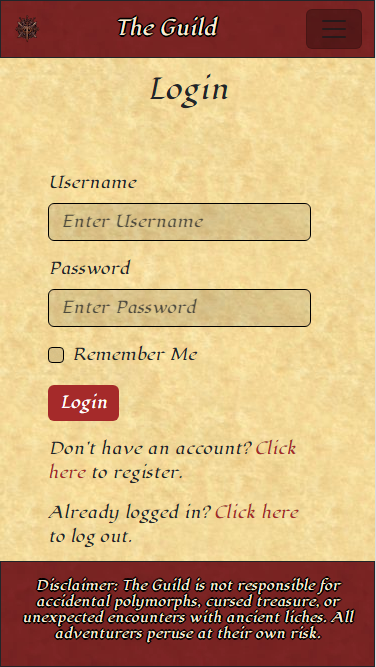 The Guild
Login
Username
Enter Username
Password
Enter Password
Remember Me
Login
Don't have an account? Click
here to register.
Already logged in? Click here
to log out.
Disclaimer: The Guild is not responsible for
accidental polymorphs, cursed treasure, or
unexpected encounters with ancient liches. All
adventurers peruse at their own risk.